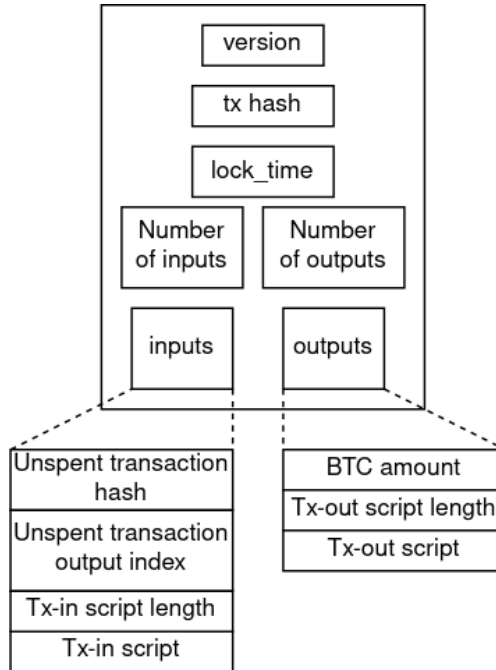 version
tx hash
lock_time
Number
of inputs
Number
of outputs
inputs
outputs
Unspent transaction
hash
Unspent transaction
output index
Tx-in script length
Tx-in script
BTC amount
Tx-out script length
Tx-out script